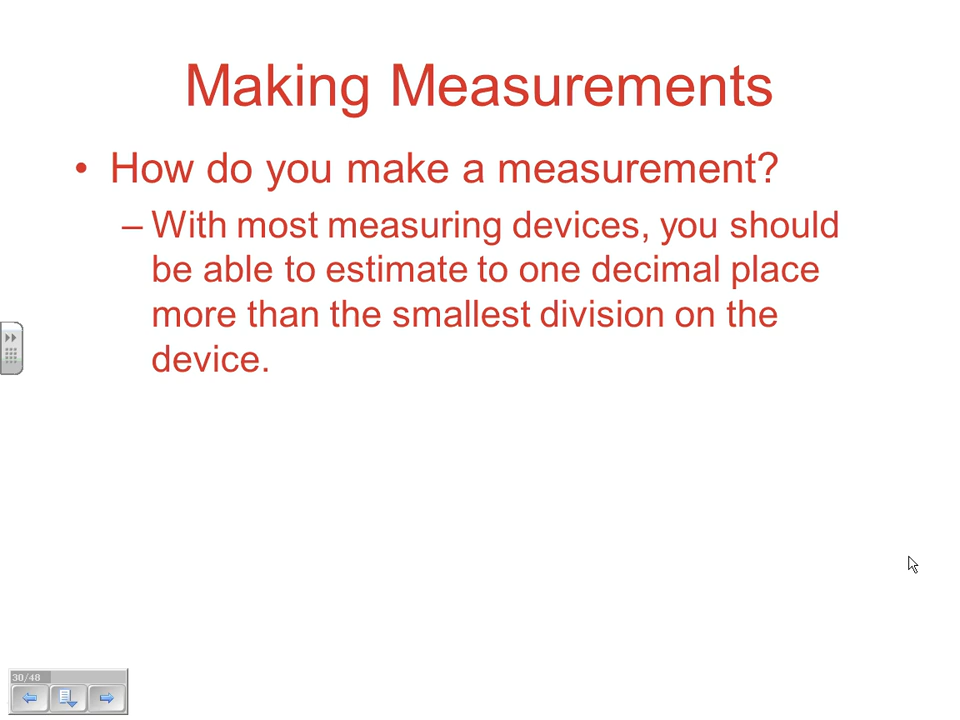 Making Measurements
• How do you make a measurement?
– With most measuring devices, you should
be able to estimate to one decimal place
more than the smallest division on the
device.
30/48